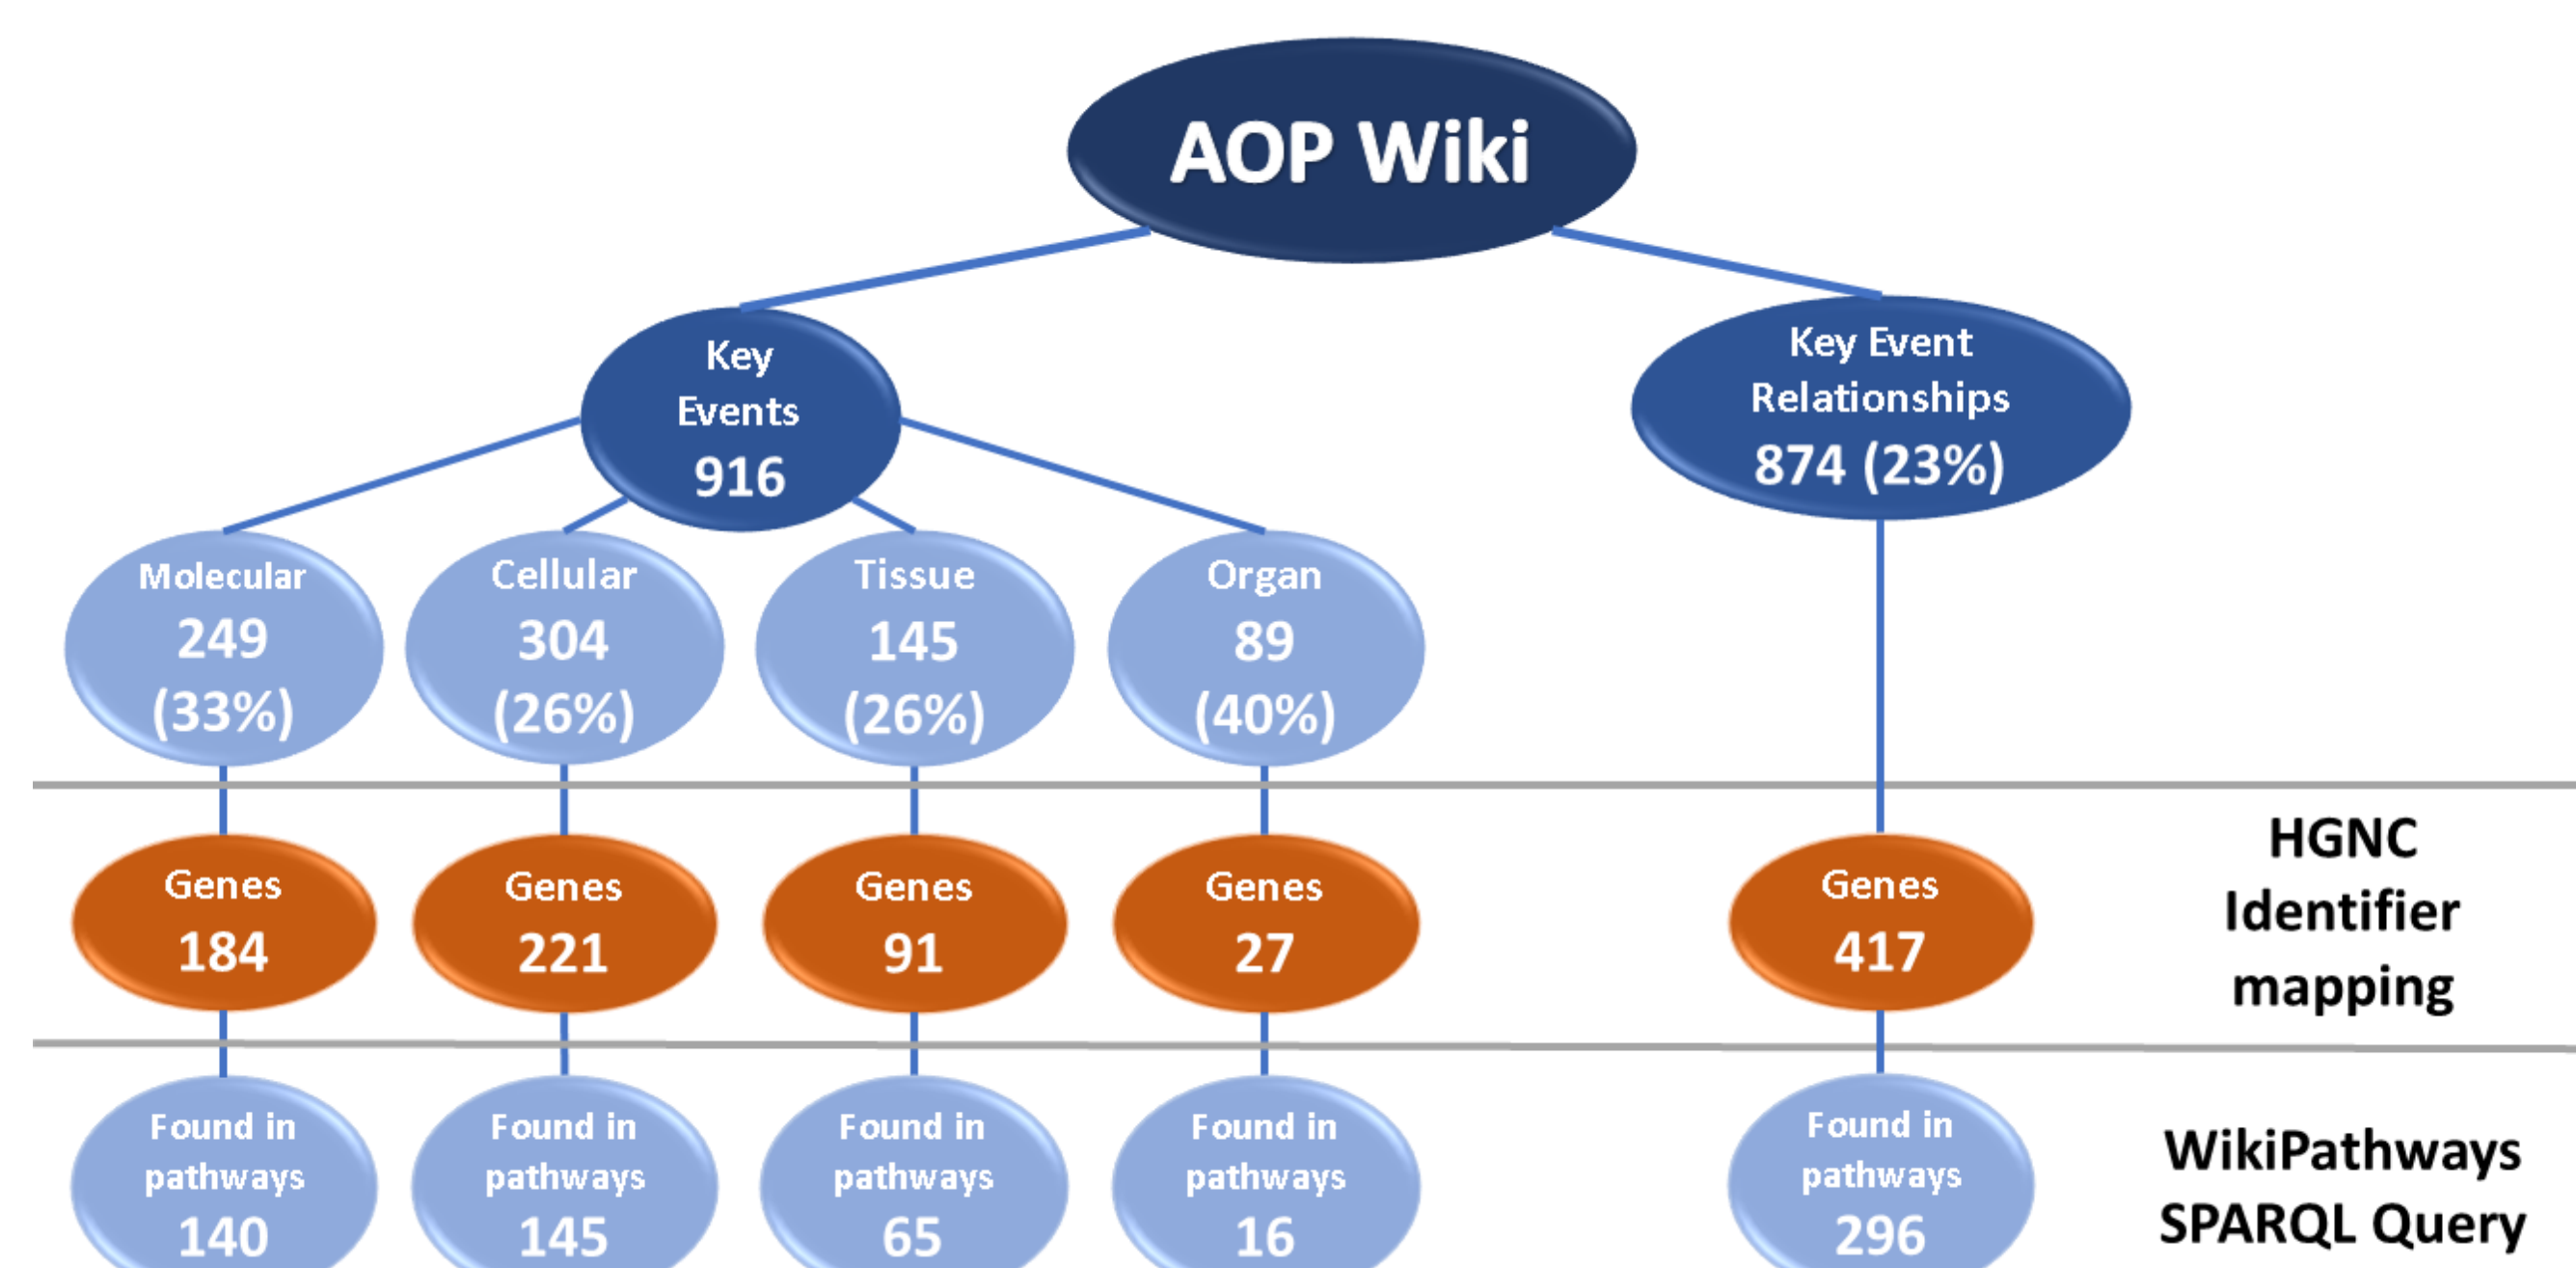 AOP Wiki
Key
Events
916
Key Event
Relationships
874 (23%)
Molecular
249
(33%)
Cellular
304
(26%)
Tissue
145
(26%)
Organ
89
(40%)
Genes
184
Genes
221
Genes
91
Genes
27
Genes
417
HGNC
Identifier
mapping
Found in
pathways
140
Found in
pathways
145
Found in
pathways
65
Found in
pathways
16
Found in
pathways
296
WikiPathways
SPARQL Query